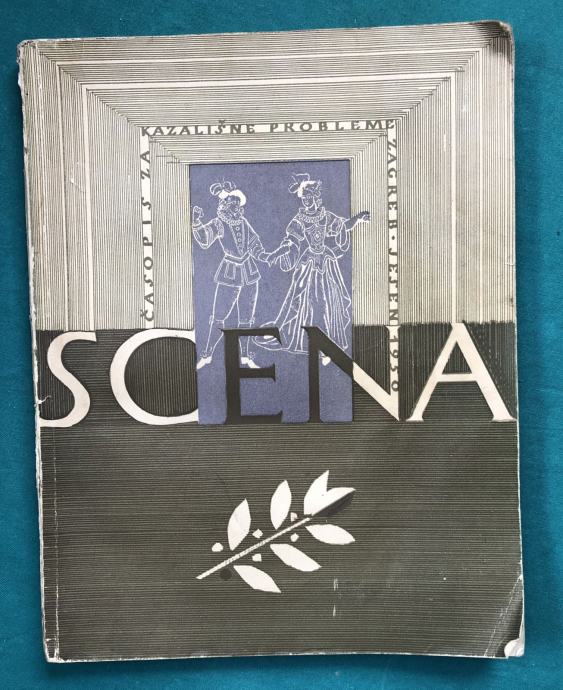 ČASOPIS ZA
KAZALIŠNE PROBLEME
ZAGREB · JESEN 1950
SCENA